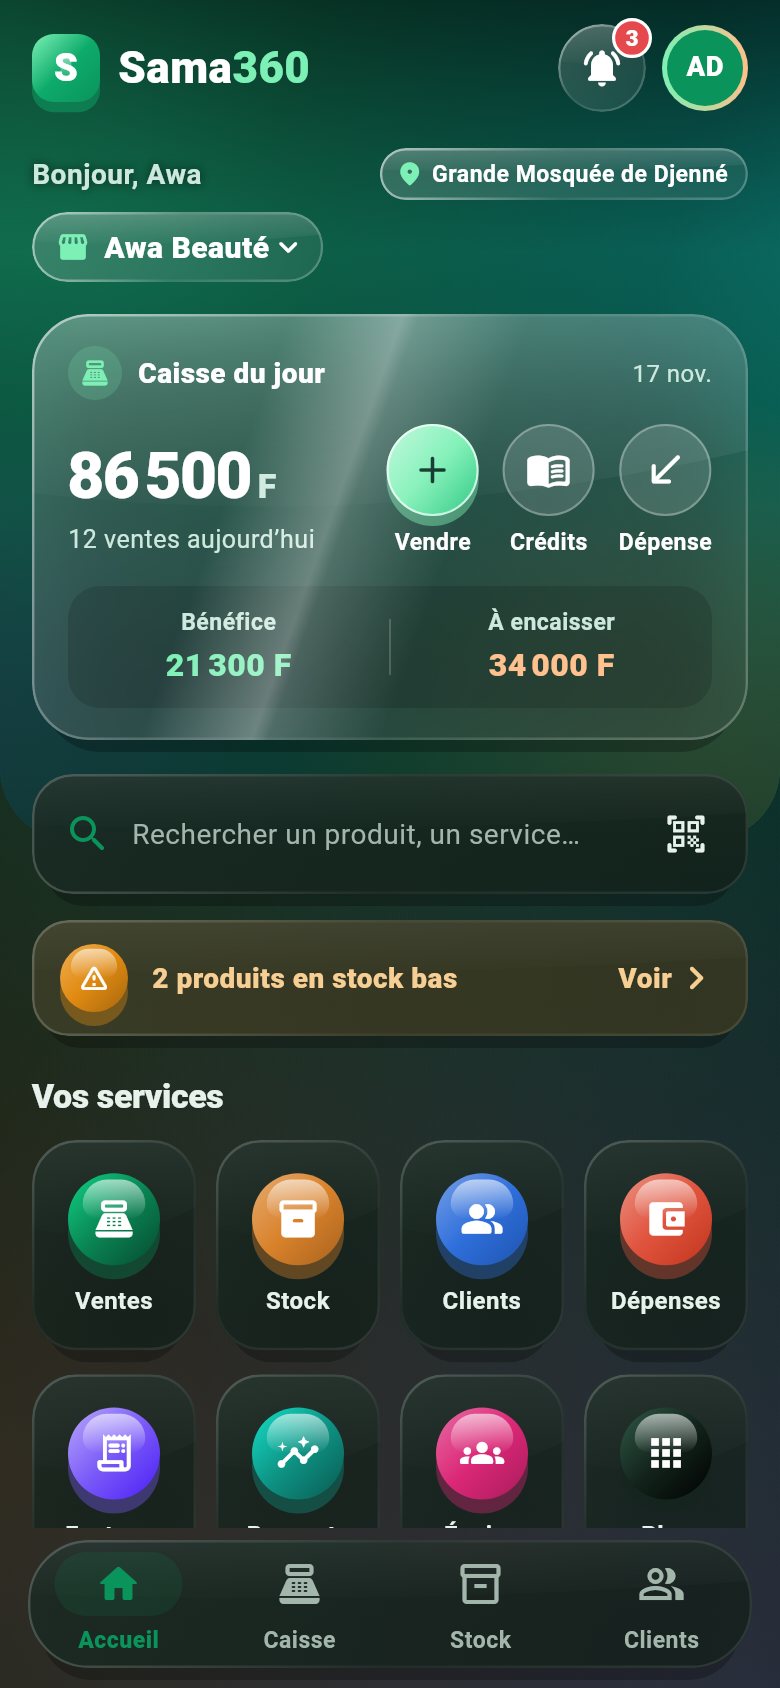 S
Sama360
3
AD
Bonjour, Awa
Grande Mosquée de Djenné
Awa Beauté
Caisse du jour
17 nov.
86 500 F
12 ventes aujourd’hui
Vendre
Crédits
Dépense
Bénéfice
À encaisser
21 300 F
34 000 F
Rechercher un produit, un service…
2 produits en stock bas
Voir
Vos services
Ventes
Stock
Clients
Dépenses
Accueil
Caisse
Stock
Clients